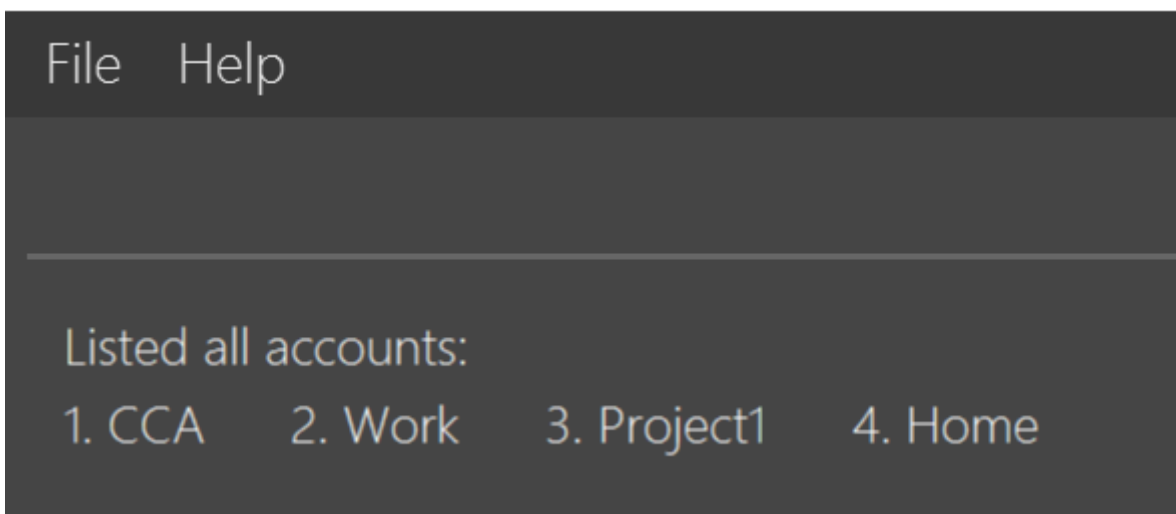 File Help
Listed all accounts:
1. CCA 2. Work 3. Project1 4. Home